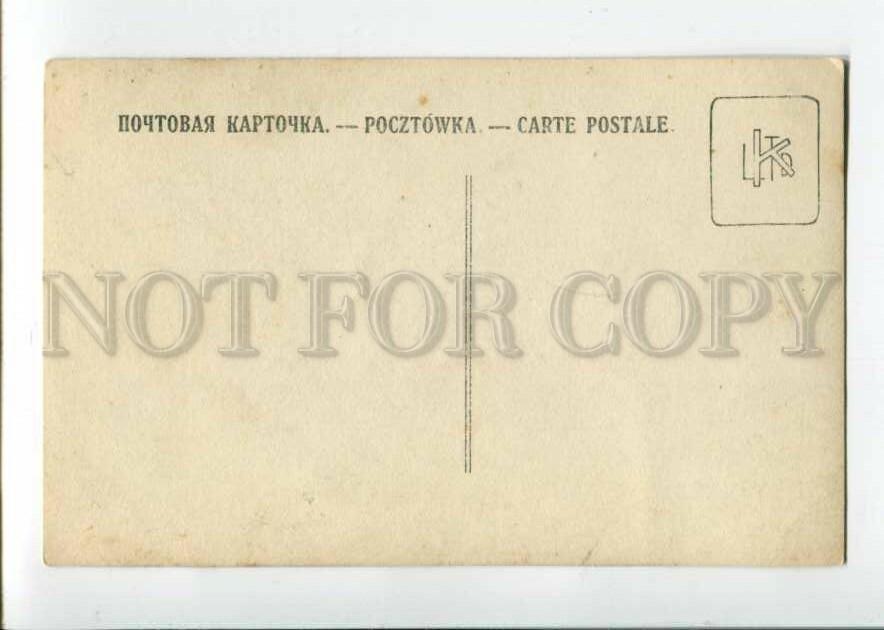 ПОЧТОВАЯ КАРТОЧКА. — POCZTÓWKA. — CARTE POSTALE.
NOT FOR COPY